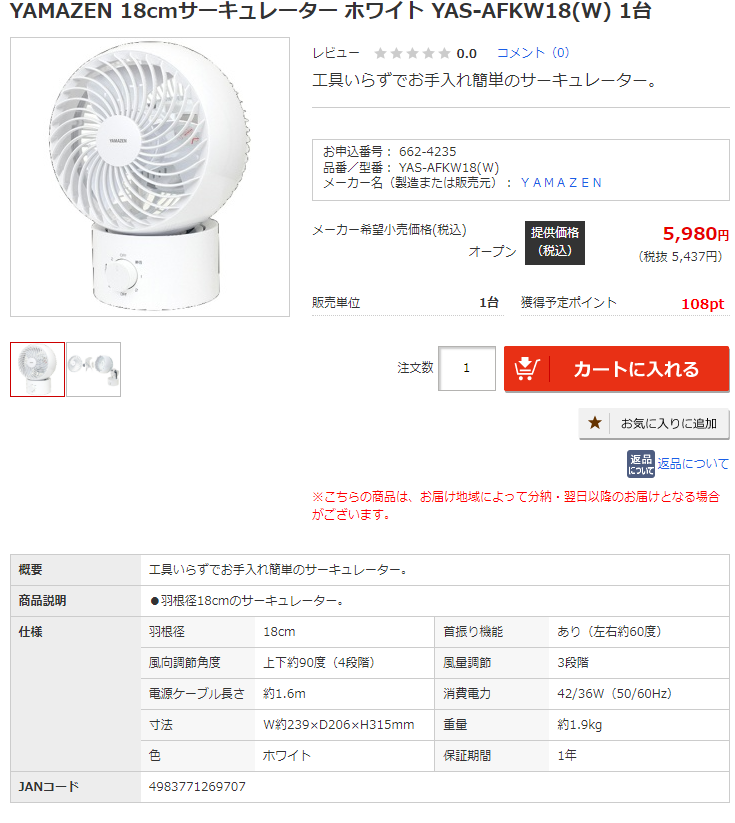 YAMAZEN 18cmサーキュレーター ホワイト YAS-AFKW18(W) 1台
レビュー ★★★★★ 0.0 コメント（0）
工具いらずでお手入れ簡単のサーキュレーター。
YAMAZEN
お申込番号： 662-4235
品番／型番： YAS-AFKW18(W)
メーカー名（製造または販売元）： ＹＡＭＡＺＥＮ
メーカー希望小売価格(税込)
オープン
提供価格
（税込）
5,980円
（税抜 5,437円）
販売単位 1台 獲得予定ポイント 108pt
注文数 1 カートに入れる
★ お気に入りに追加
返品
について
返品について
※こちらの商品は、お届け地域によって分納・翌日以降のお届けとなる場合
がございます。
概要 工具いらずでお手入れ簡単のサーキュレーター。
商品説明 ●羽根径18cmのサーキュレーター。
仕様 羽根径 18cm 首振り機能 あり（左右約60度）
風向調節角度 上下約90度（4段階） 風量調節 3段階
電源ケーブル長さ 約1.6m 消費電力 42/36W（50/60Hz）
寸法 W約239×D206×H315mm 重量 約1.9kg
色 ホワイト 保証期間 1年
JANコード 4983771269707